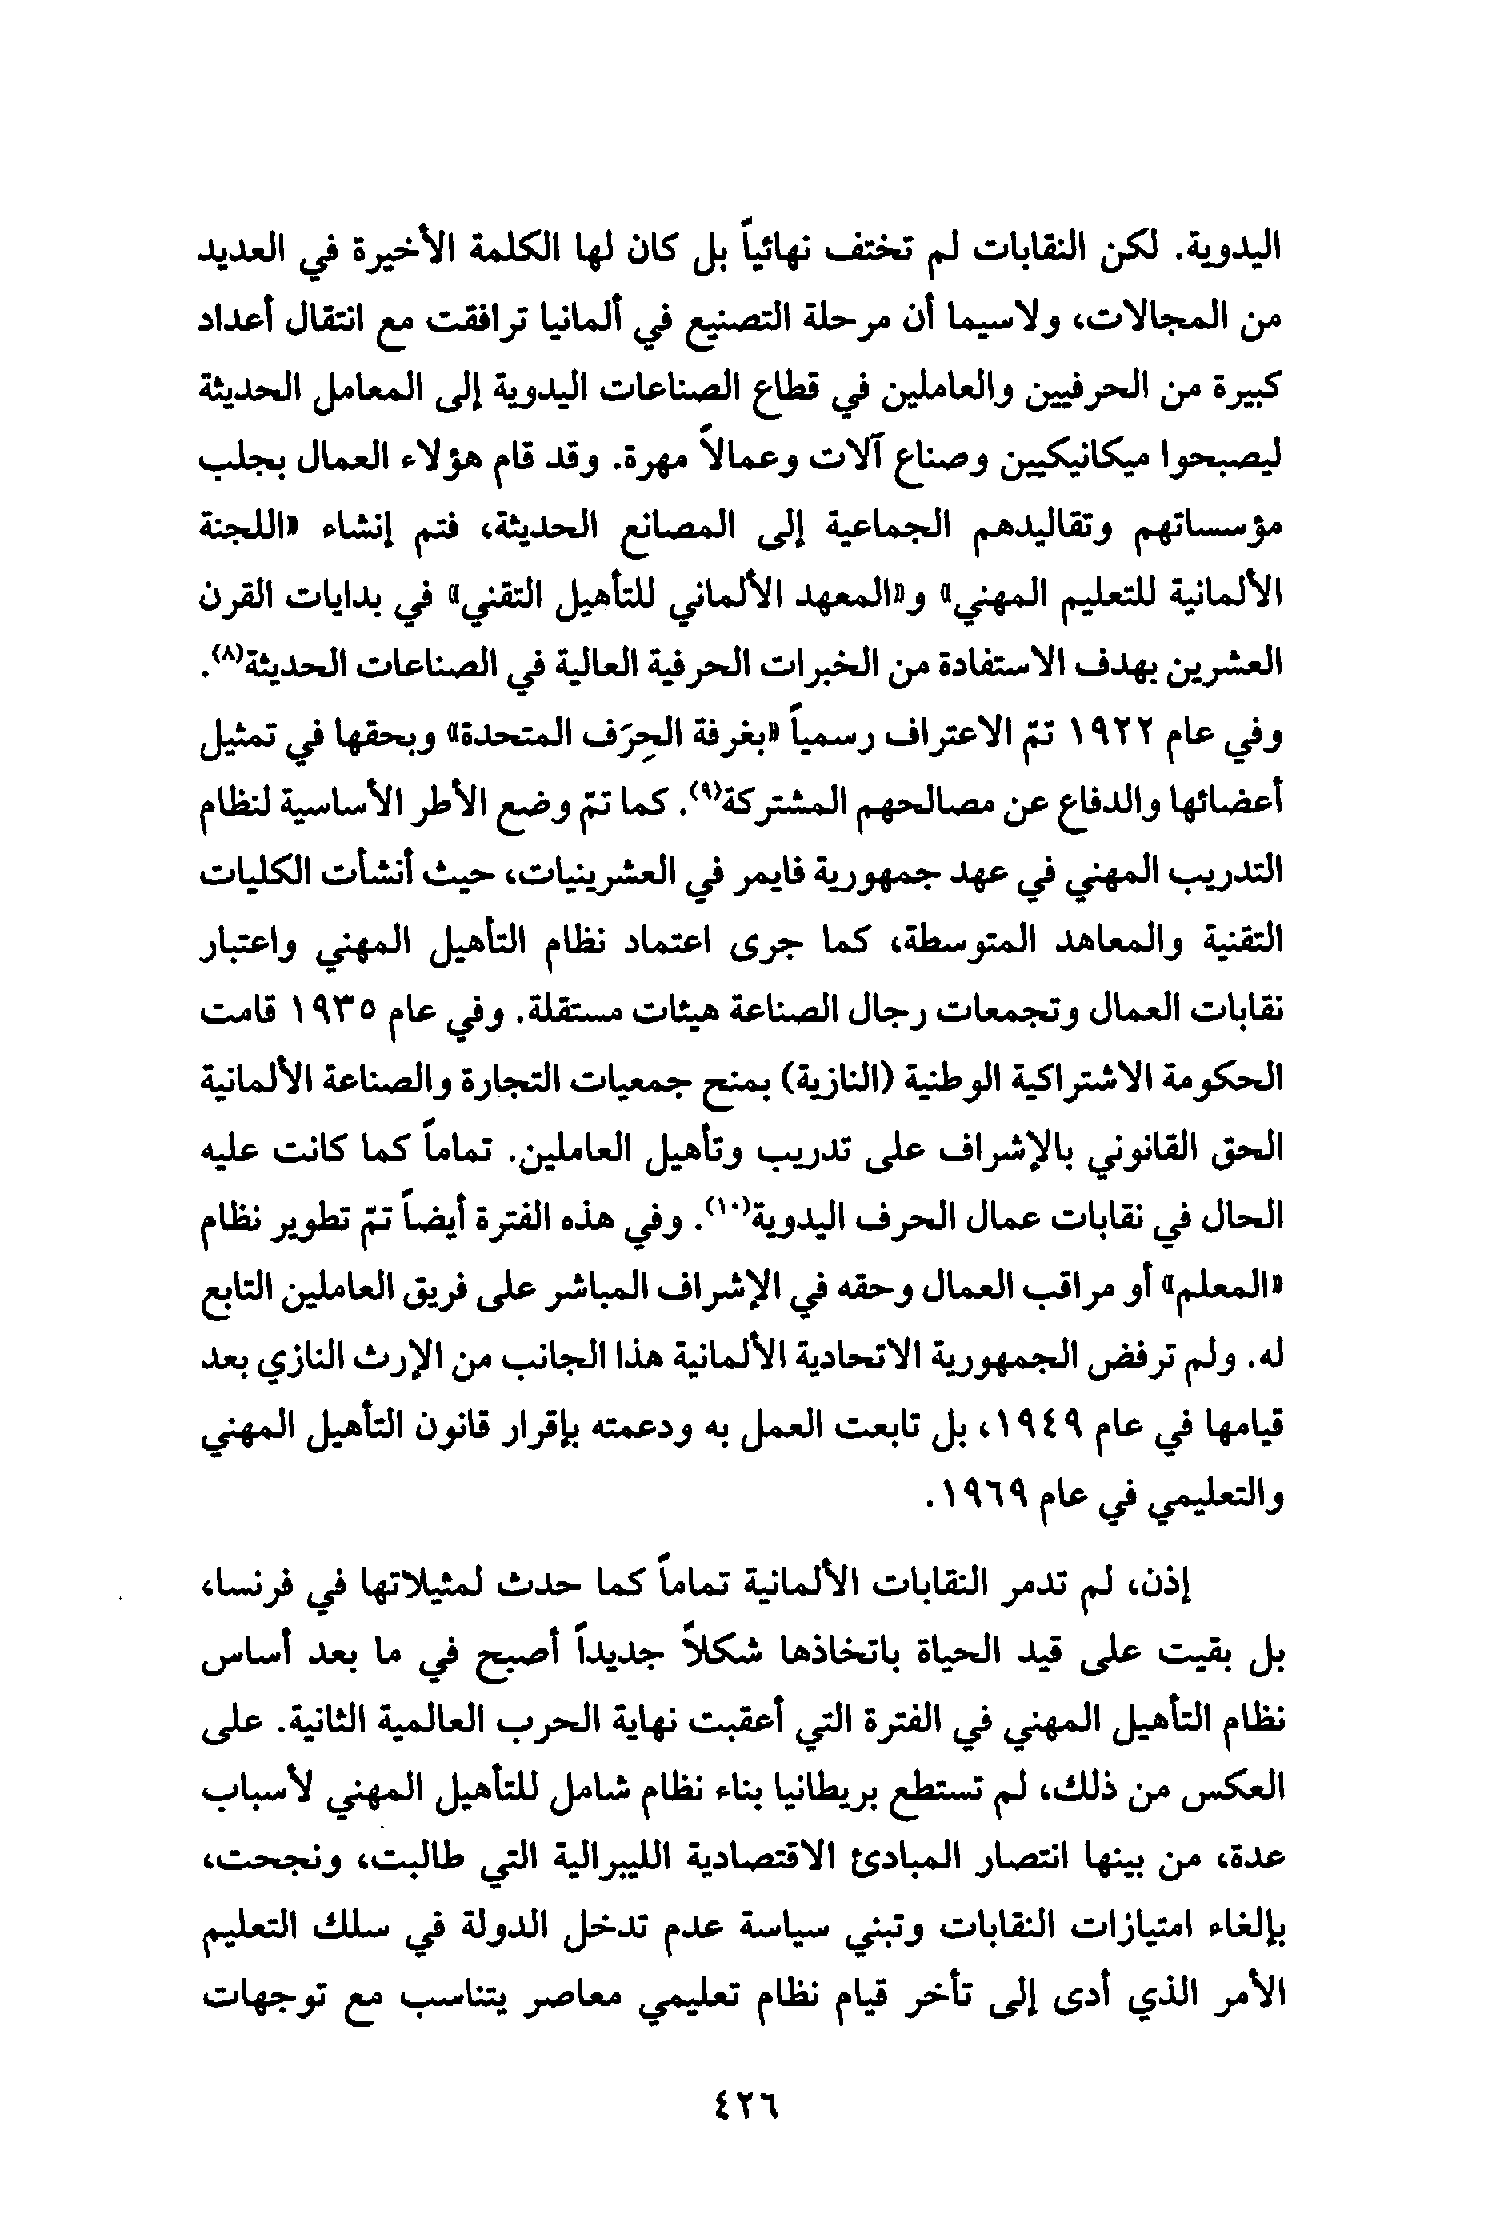 اليدوية. لكن النقابات لم تختف نهائياً بل كان لها الكلمة الأخيرة في العديد
من المجالات، ولاسيما أن مرحلة التصنيع في ألمانيا ترافقت مع انتقال أعداد
كبيرة من الحرفيين والعاملين في قطاع الصناعات اليدوية إلى المعامل الحديثة
ليصبحوا ميكانيكيين وصناع آلات وعمالاً مهرة. وقد قام هؤلاء العمال بجلب
مؤسساتهم وتقاليدهم الجماعية إلى المصانع الحديثة، فتم إنشاء «اللجنة
الألمانية للتعليم المهني» و«المعهد الألماني للتأهيل التقني» في بدايات القرن
العشرين بهدف الاستفادة من الخبرات الحرفية العالية في الصناعات الحديثة(٨).
وفي عام ١٩٢٢ تمّ الاعتراف رسمياً «بغرفة الحِرَف المتحدة» وبحقها في تمثيل
أعضائها والدفاع عن مصالحهم المشتركة(٩). كما تمّ وضع الأطر الأساسية لنظام
التدريب المهني في عهد جمهورية فايمر في العشرينيات، حيث أنشأت الكليات
التقنية والمعاهد المتوسطة، كما جرى اعتماد نظام التأهيل المهني واعتبار
نقابات العمال وتجمعات رجال الصناعة هيئات مستقلة. وفي عام ١٩٣٥ قامت
الحكومة الاشتراكية الوطنية (النازية) بمنح جمعيات التجارة والصناعة الألمانية
الحق القانوني بالإشراف على تدريب وتأهيل العاملين. تماماً كما كانت عليه
الحال في نقابات عمال الحرف اليدوية(١٠). وفي هذه الفترة أيضاً تمّ تطوير نظام
«المعلم» أو مراقب العمال وحقه في الإشراف المباشر على فريق العاملين التابع
له. ولم ترفض الجمهورية الاتحادية الألمانية هذا الجانب من الإرث النازي بعد
قيامها في عام ١٩٤٩، بل تابعت العمل به ودعمته بإقرار قانون التأهيل المهني
والتعليمي في عام ١٩٦٩.
إذن، لم تدمر النقابات الألمانية تماماً كما حدث لمثيلاتها في فرنسا،
بل بقيت على قيد الحياة باتخاذها شكلاً جديداً أصبح في ما بعد أساس
نظام التأهيل المهني في الفترة التي أعقبت نهاية الحرب العالمية الثانية. على
العكس من ذلك، لم تستطع بريطانيا بناء نظام شامل للتأهيل المهني لأسباب
عدة، من بينها انتصار المبادئ الاقتصادية الليبرالية التي طالبت، ونجحت،
بإلغاء امتيازات النقابات وتبني سياسة عدم تدخل الدولة في سلك التعليم
الأمر الذي أدى إلى تأخر قيام نظام تعليمي معاصر يتناسب مع توجهات
٤٢٦